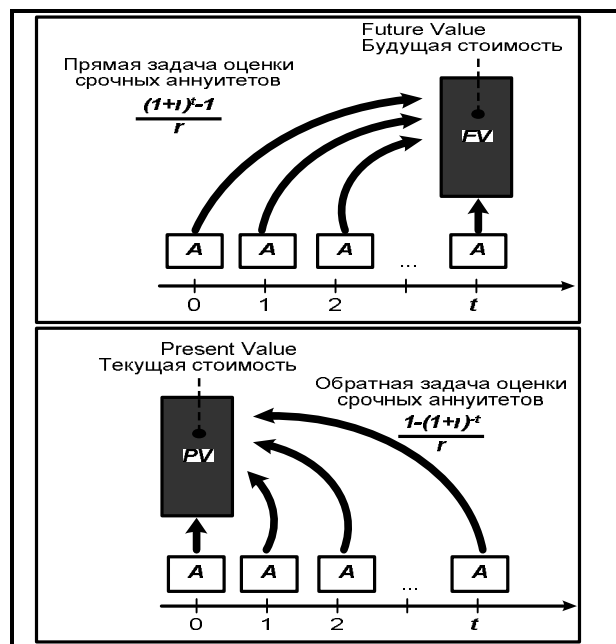 Future Value
Будущая стоимость
Прямая задача оценки
срочных аннуитетов
(1+ı)ᵗ-1
r
FV
A A A A
...
0 1 2 t
Present Value
Текущая стоимость
Обратная задача оценки
срочных аннуитетов
1-(1+ı)⁻ᵗ
r
PV
A A A A
...
0 1 2 t